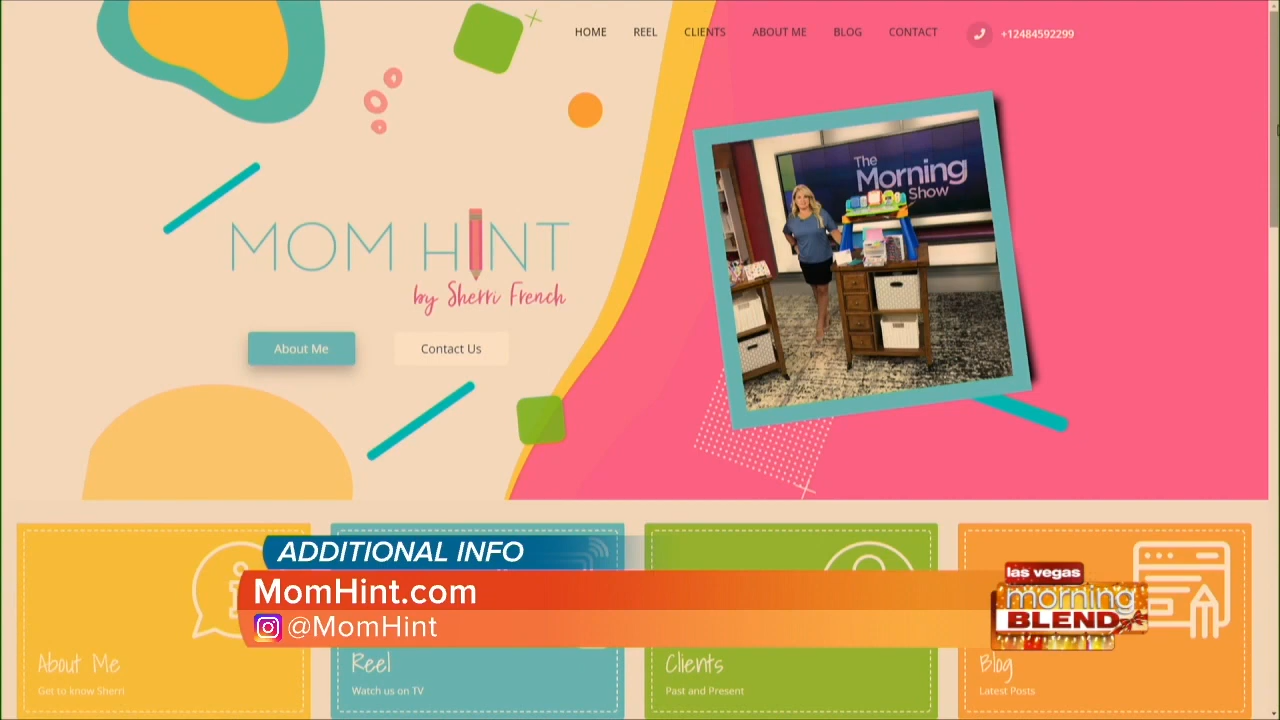 HOME REEL CLIENTS ABOUT ME BLOG CONTACT +12484592299
The
Morning
Show
MOM HINT
by Sherri French
About Me Contact Us
ADDITIONAL INFO
MomHint.com
@MomHint
las vegas
morning
BLEND
About Me Reel Clients Blog
Get to know Sherri Watch us on TV Past and Present Latest Posts